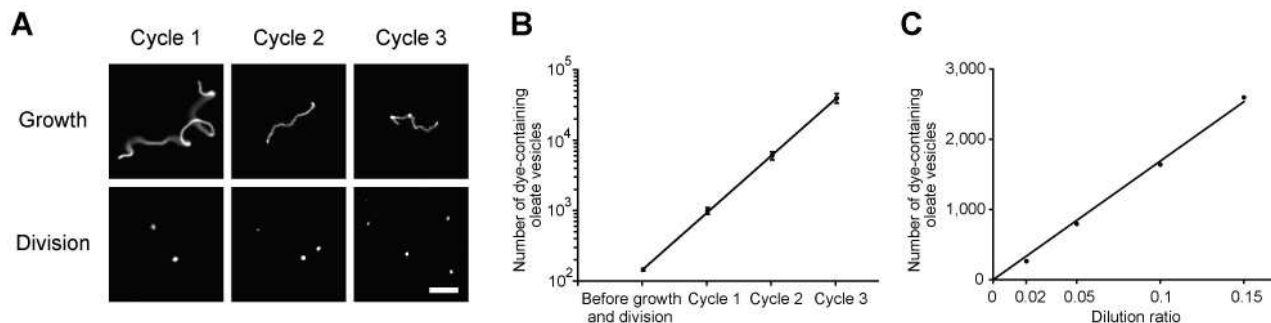 A
Cycle 1
Cycle 2
Cycle 3
Growth
Division
B
Number of dye-containing
oleate vesicles
10^5
10^4
10^3
10^2
Before growth
and division
Cycle 1
Cycle 2
Cycle 3
C
Number of dye-containing
oleate vesicles
3,000
2,000
1,000
0
0
0.02
0.05
0.1
0.15
Dilution ratio